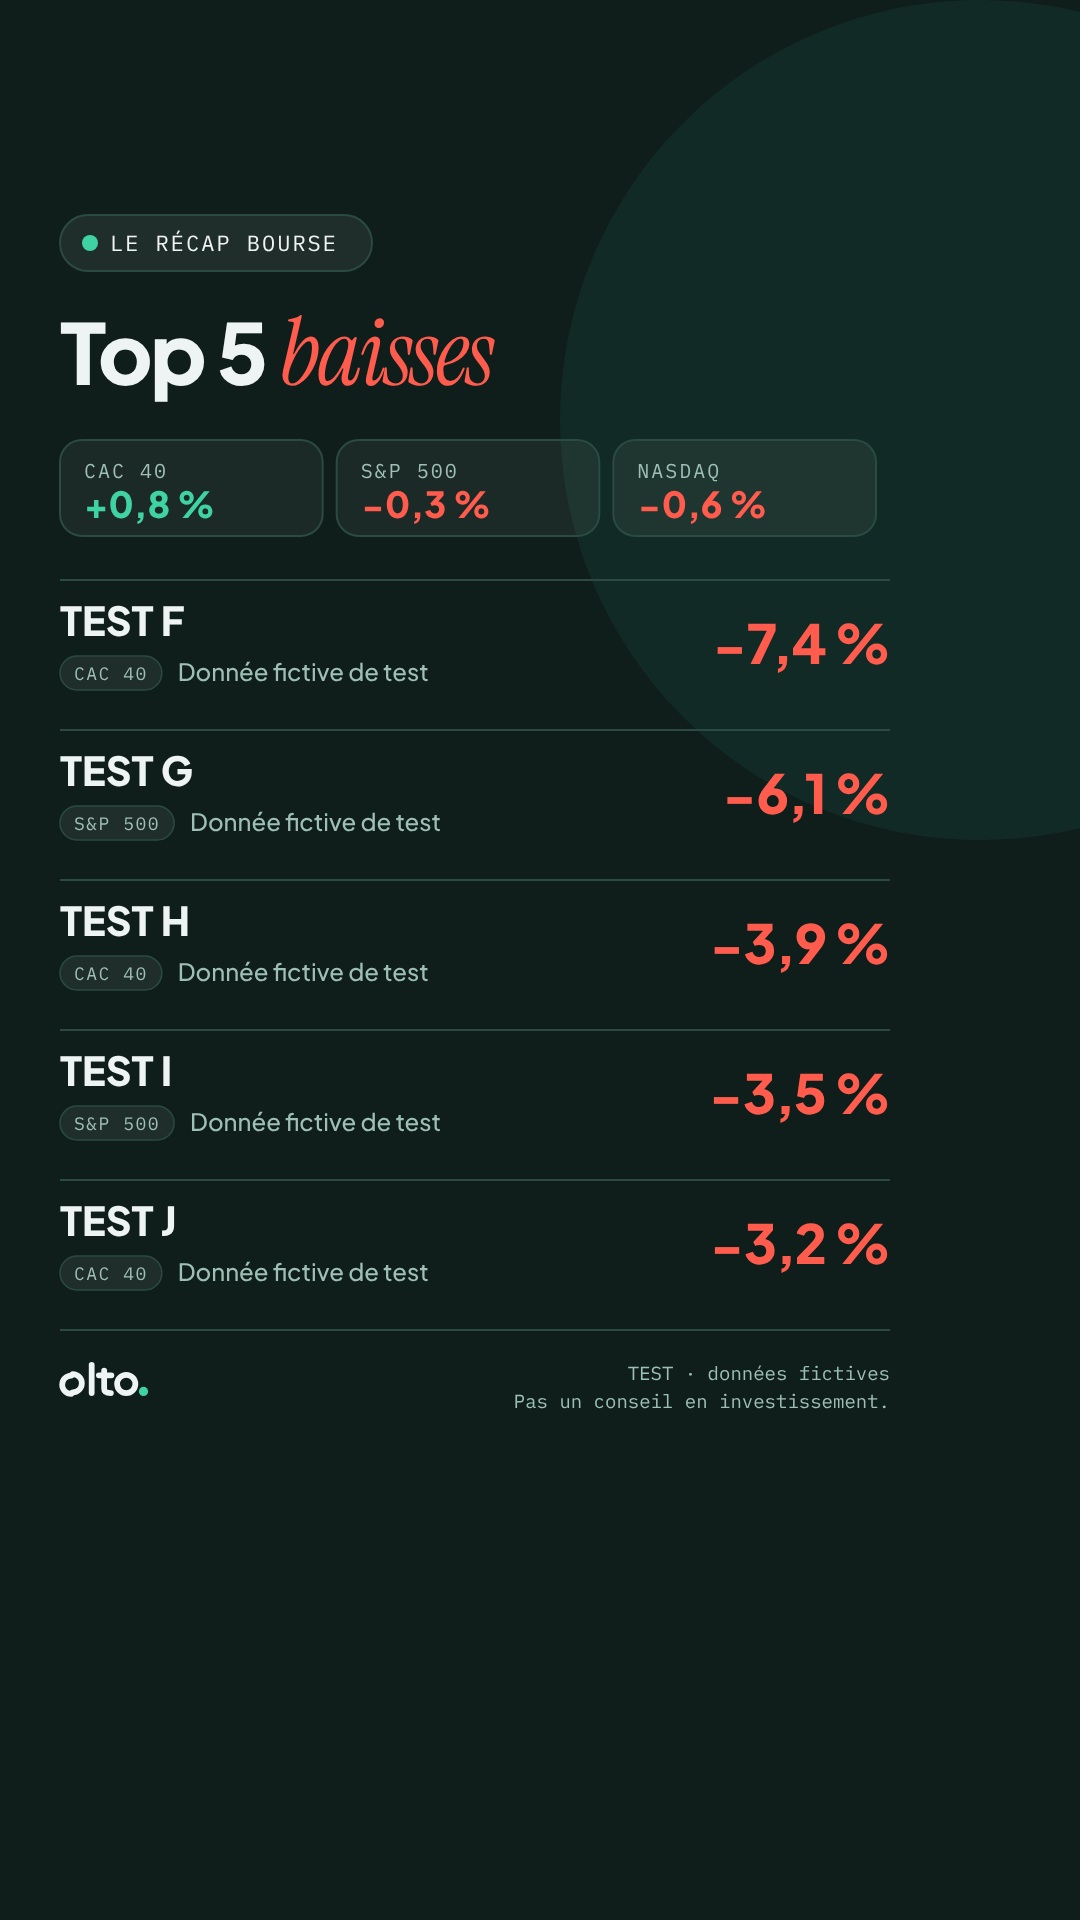 LE RÉCAP BOURSE
Top 5 baisses
CAC 40
+0,8 %
S&P 500
−0,3 %
NASDAQ
−0,6 %
TEST F
CAC 40 Donnée fictive de test
−7,4 %
TEST G
S&P 500 Donnée fictive de test
−6,1 %
TEST H
CAC 40 Donnée fictive de test
−3,9 %
TEST I
S&P 500 Donnée fictive de test
−3,5 %
TEST J
CAC 40 Donnée fictive de test
−3,2 %
olto.
TEST · données fictives
Pas un conseil en investissement.